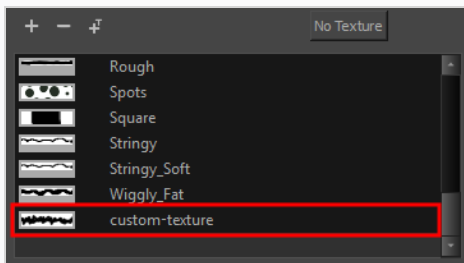 No Texture
Rough
Spots
Square
Stringy
Stringy_Soft
Wiggly_Fat
custom-texture